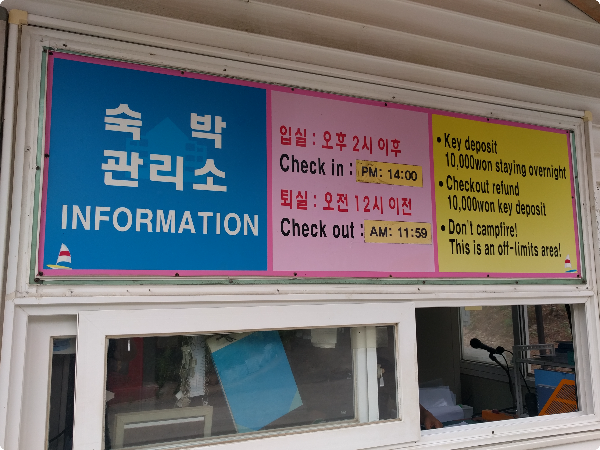 숙 박
관리소
INFORMATION
입실 : 오후 2시 이후
Check in : PM: 14:00
퇴실 : 오전 12시 이전
Check out : AM: 11:59
• Key deposit
10,000won staying overnight
• Checkout refund
10,000won key deposit
• Don't campfire!
This is an off-limits area!